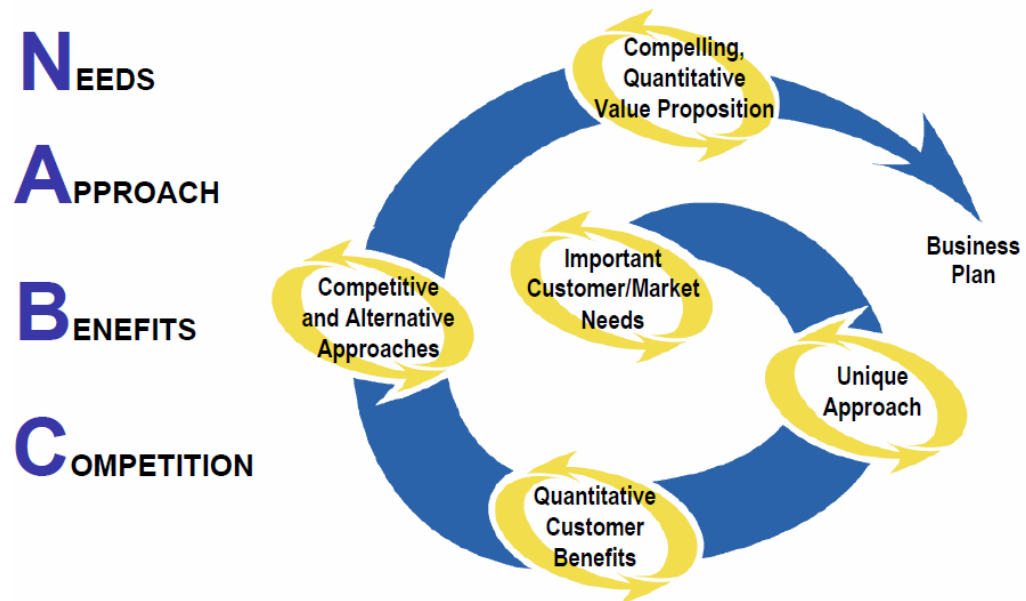 NEEDS
APPROACH
BENEFITS
COMPETITION
Compelling,
Quantitative
Value Proposition
Business
Plan
Important
Customer/Market
Needs
Competitive
and Alternative
Approaches
Unique
Approach
Quantitative
Customer
Benefits